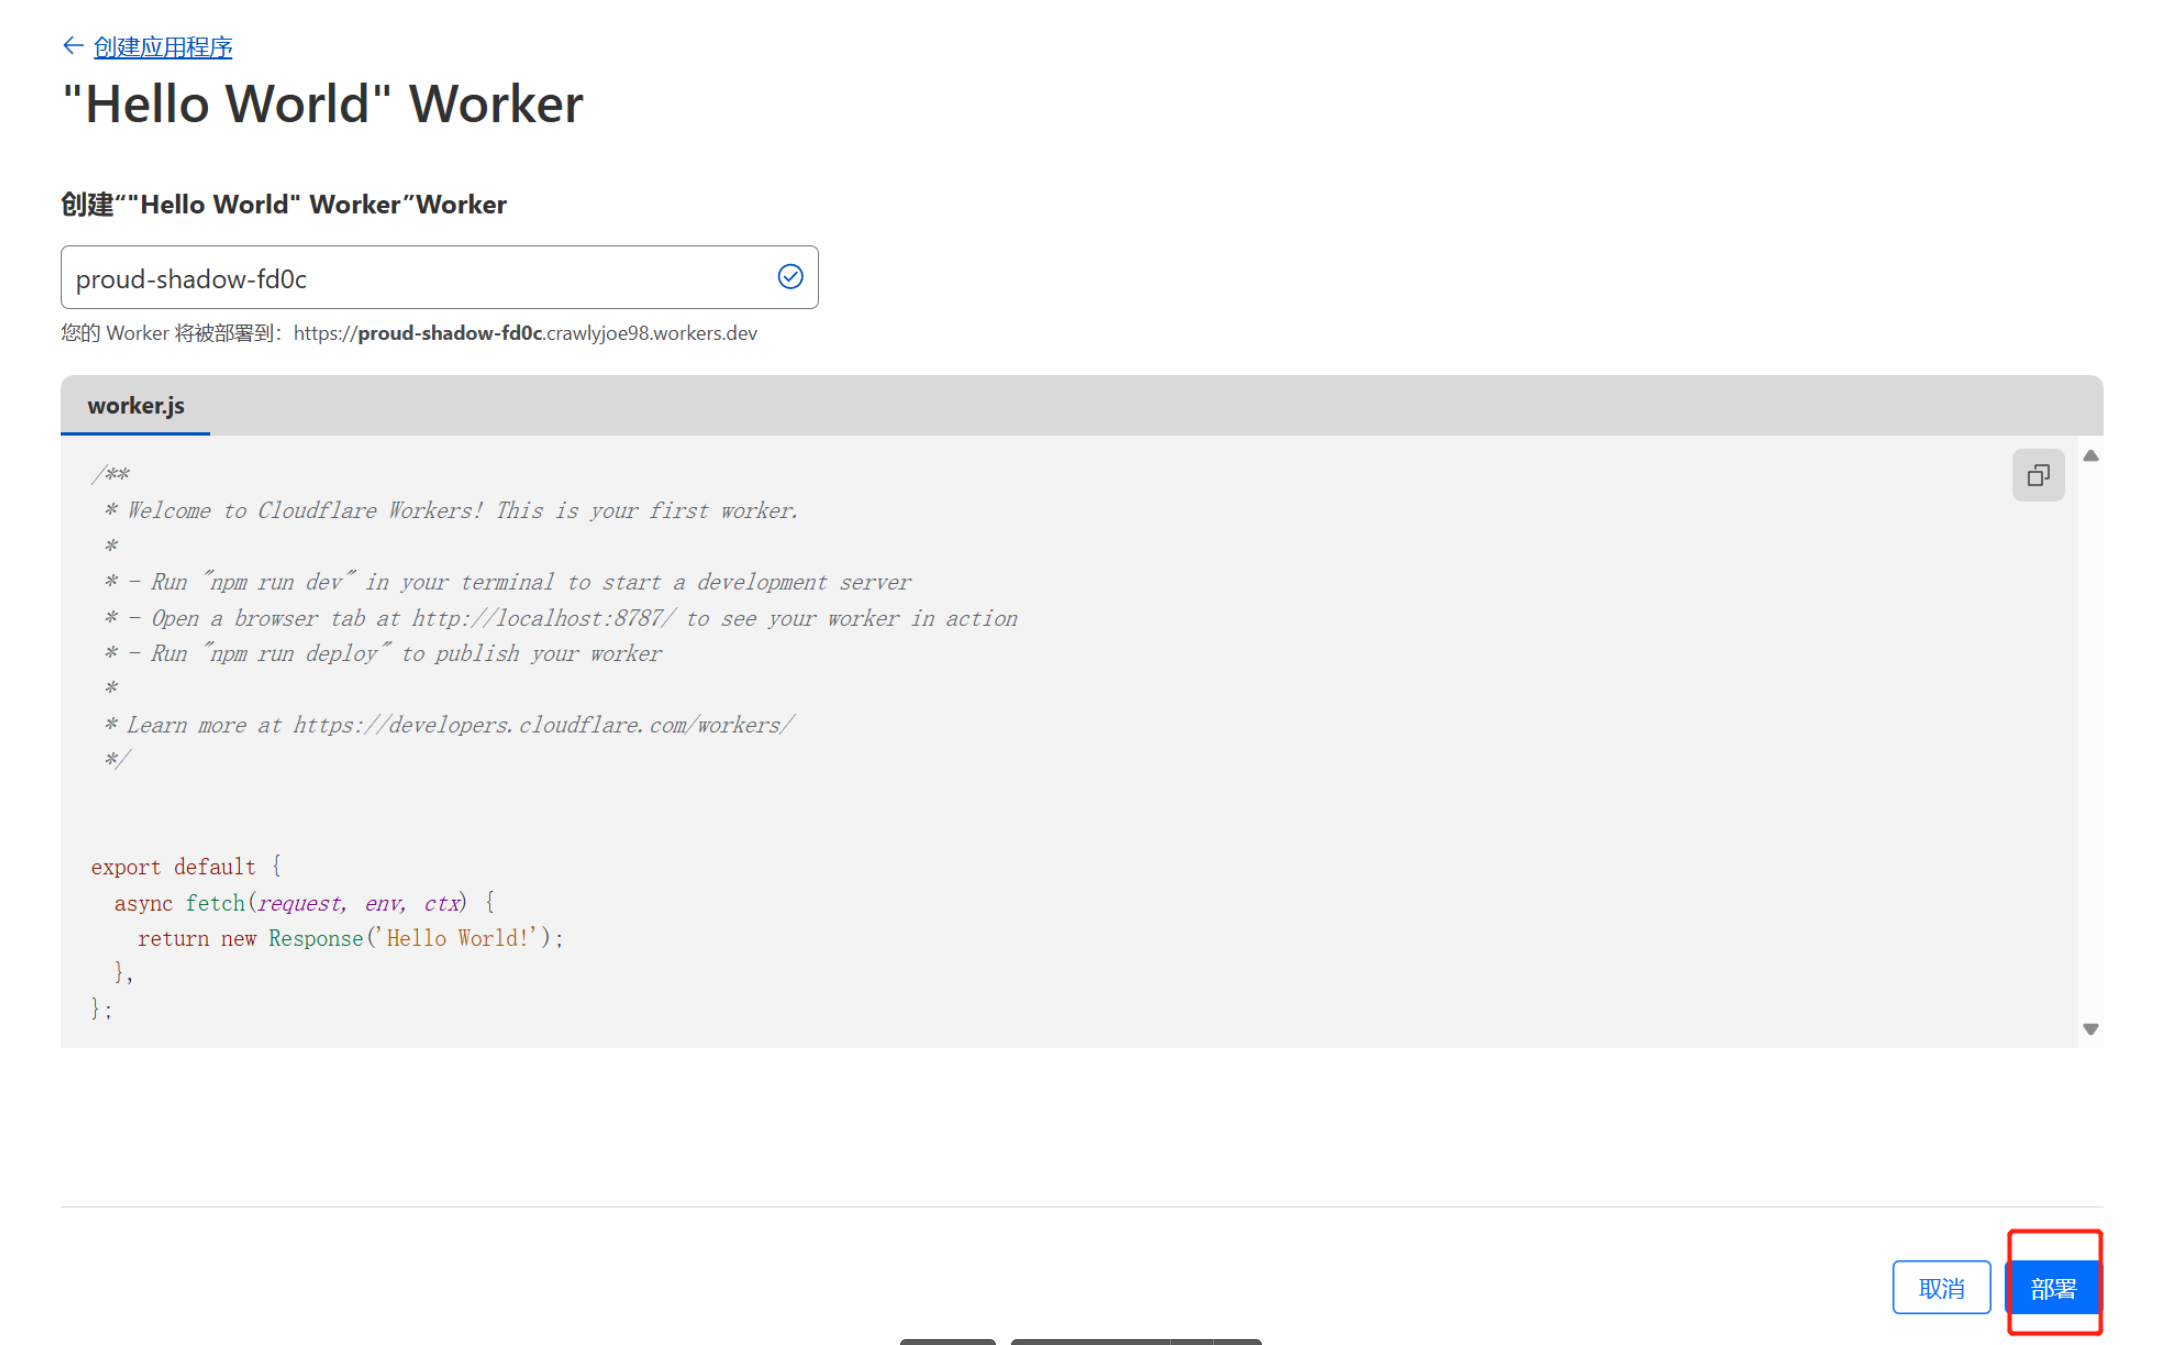 创建应用程序
"Hello World" Worker
创建“"Hello World" Worker”Worker
proud-shadow-fd0c
您的 Worker 将被部署到：https://proud-shadow-fd0c.crawlyjoe98.workers.dev
worker.js
/**
 * Welcome to Cloudflare Workers! This is your first worker.
 *
 * - Run "npm run dev" in your terminal to start a development server
 * - Open a browser tab at http://localhost:8787/ to see your worker in action
 * - Run "npm run deploy" to publish your worker
 *
 * Learn more at https://developers.cloudflare.com/workers/
 */
export default {
  async fetch(request, env, ctx) {
    return new Response('Hello World!');
  },
};
取消
部署